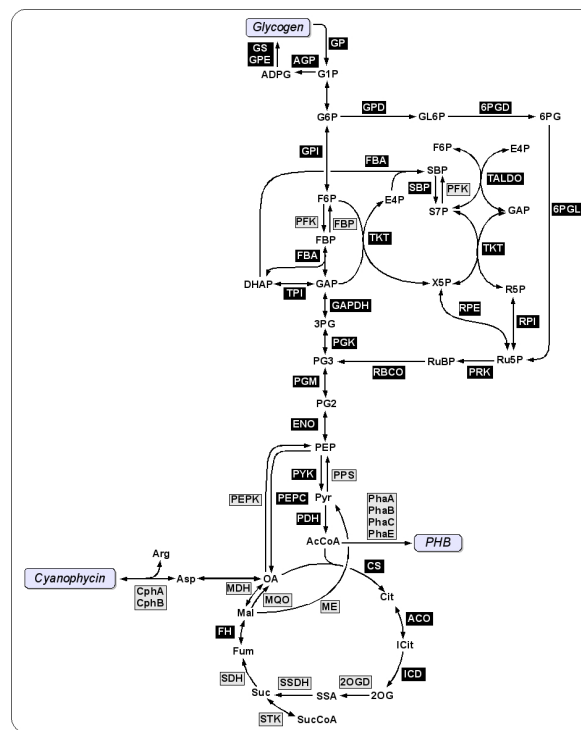 Glycogen
GP
GS
GPE
AGP
ADPG
G1P
GPD
6PGD
G6P
GL6P
6PG
GPI
FBA
F6P
E4P
SBP
TALDO
SBP
PFK
F6P
E4P
S7P
GAP
6PGL
PFK
FBP
FBP
TKT
TKT
FBA
DHAP
GAP
X5P
R5P
TPI
GAPDH
RPE
RPI
3PG
PGK
PG3
RuBP
Ru5P
RBCO
PRK
PGM
PG2
ENO
PEP
PYK
PPS
PEPK
PEPC
Pyr
PhaA
PhaB
PhaC
PhaE
PDH
AcCoA
PHB
Arg
CS
Cyanophycin
Asp
OA
CphA
CphB
MDH
MQO
ME
Cit
Mal
ACO
FH
Fum
ICit
SDH
ICD
SSDH
2OGD
Suc
SSA
2OG
STK
SucCoA